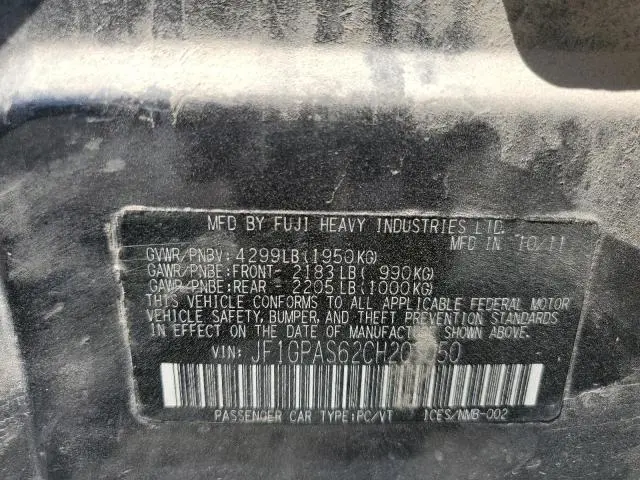 MFD BY FUJI HEAVY INDUSTRIES LTD.
MFD IN 10/11
GVWR/PNBV: 4299LB(1950KG)
GAWR/PNBE:FRONT- 2183LB( 990KG)
GAWR/PNBE:REAR - 2205LB(1000KG)
THIS VEHICLE CONFORMS TO ALL APPLICABLE FEDERAL MOTOR
VEHICLE SAFETY, BUMPER, AND THEFT PREVENTION STANDARDS
IN EFFECT ON THE DATE OF MANUFACTURE SHOWN ABOVE.
VIN:
PASSENGER CAR TYPE:PC/VT 1CES/NMB-002